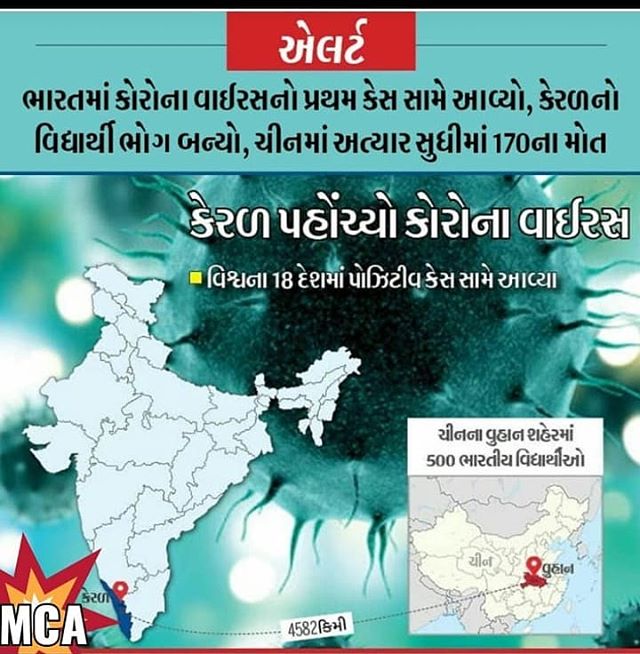 એલર્ટ
ભારતમાં કોરોના વાઈરસનો પ્રથમ કેસ સામે આવ્યો, કેરળનો
વિદ્યાર્થી ભોગ બન્યો, ચીનમાં અત્યાર સુધીમાં 170ના મોત
કેરળ પહોંચ્યો કોરોના વાઈરસ
વિશ્વના 18 દેશમાં પોઝિટીવ કેસ સામે આવ્યા
ચીનના વુહાન શહેરમાં
500 ભારતીય વિદ્યાર્થીઓ
ચીન
વુહાન
કેરળ
4582કિમી
MCA